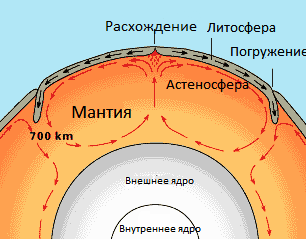 Расхождение
Литосфера
Погружение
Астеносфера
Мантия
700 km
Внешнее ядро
Внутреннее ядро